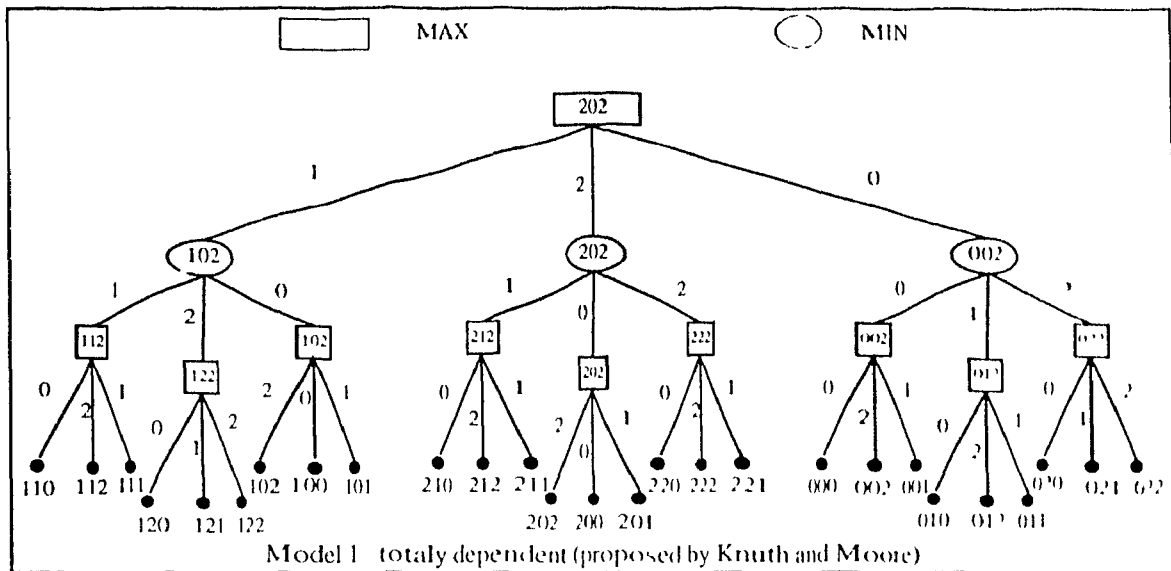 MAX MIN
202
1 2 0
102 202 002
1 2 0 1 0 2 0 1
112 102 212 222 002
122 202
0 2 1 2 0 1 0 2 1 0 2 1 0 2 1 0 1 2
0 1 2 2 0 1 0 2 1
110 112 111 102 100 101 210 212 211 220 222 221 000 002 001 020 021 022
120 121 122 202 200 201 010 012 011
Model 1 totaly dependent (proposed by Knuth and Moore)